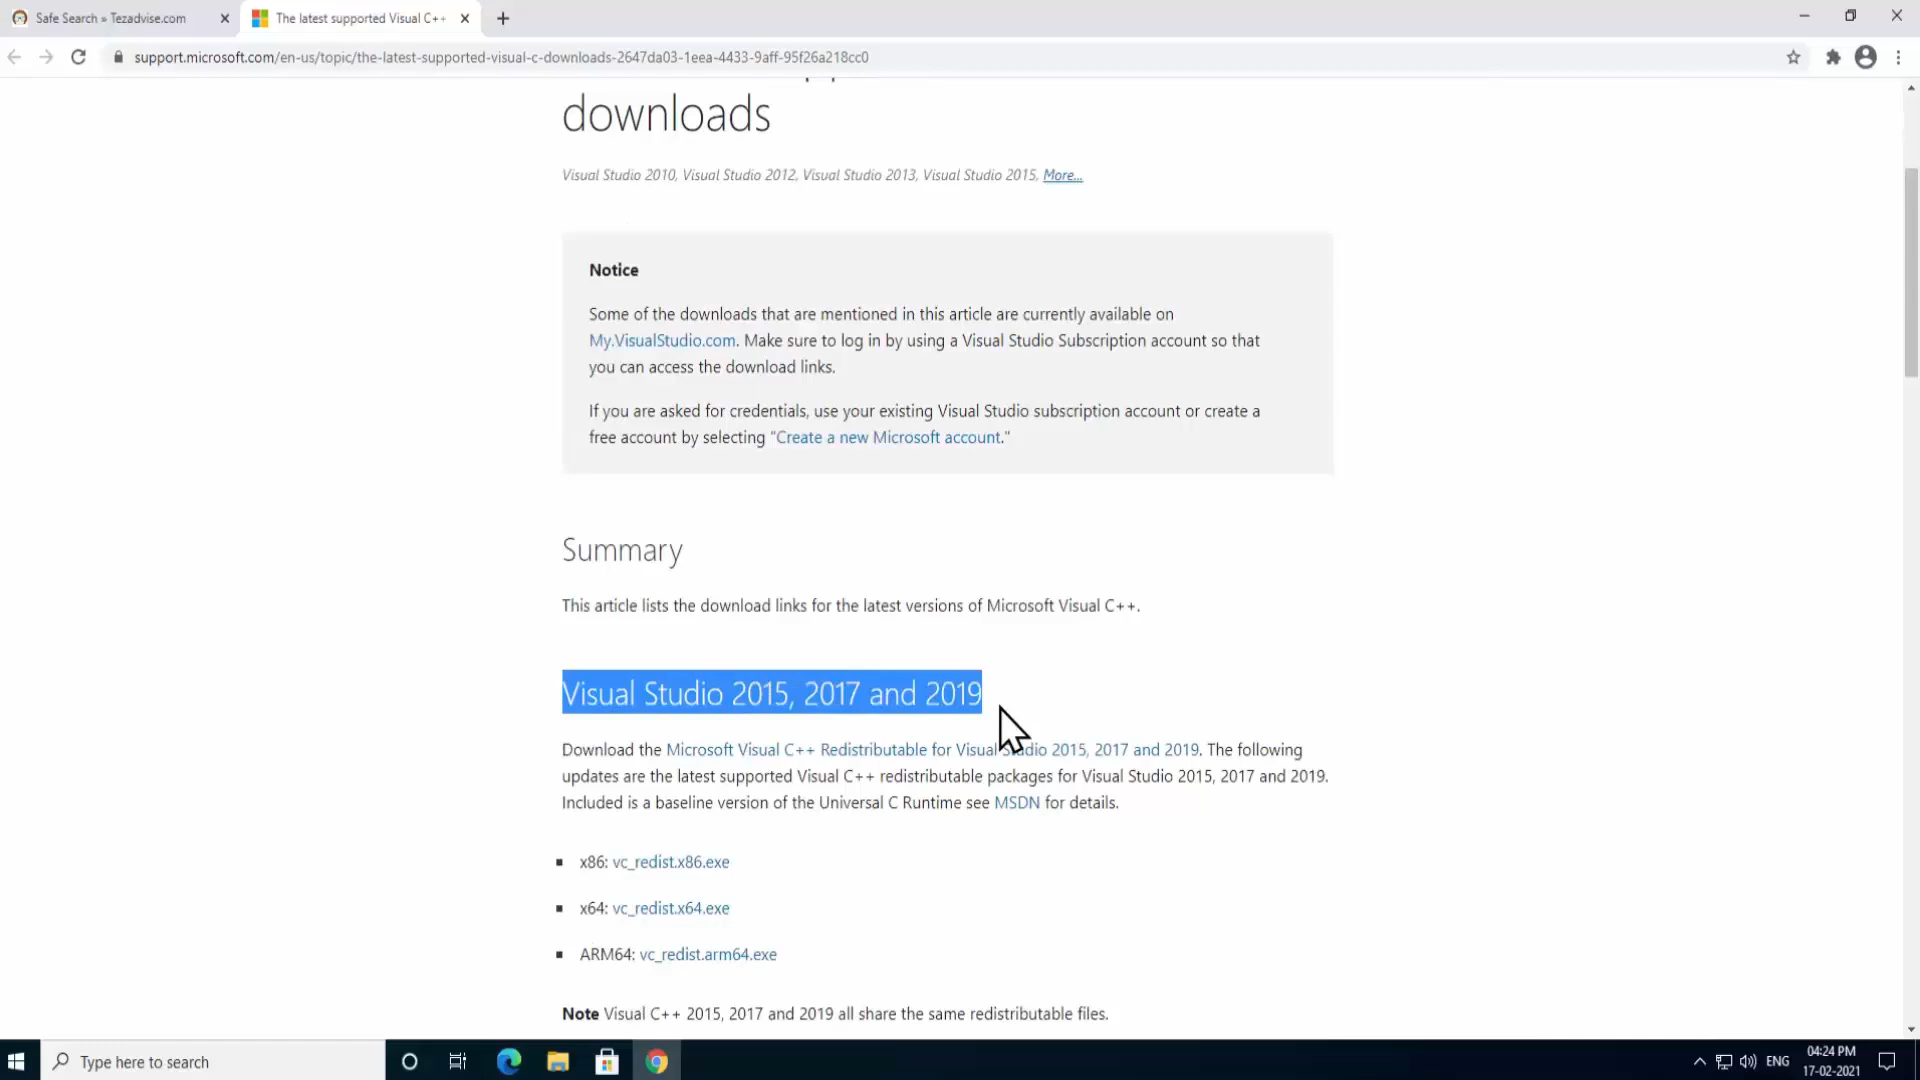 Safe Search » Tezadvise.com
The latest supported Visual C++
support.microsoft.com/en-us/topic/the-latest-supported-visual-c-downloads-2647da03-1eea-4433-9aff-95f26a218cc0
downloads
Visual Studio 2010, Visual Studio 2012, Visual Studio 2013, Visual Studio 2015, More...
Notice
Some of the downloads that are mentioned in this article are currently available on
My.VisualStudio.com. Make sure to log in by using a Visual Studio Subscription account so that
you can access the download links.
If you are asked for credentials, use your existing Visual Studio subscription account or create a
free account by selecting "Create a new Microsoft account."
Summary
This article lists the download links for the latest versions of Microsoft Visual C++.
Visual Studio 2015, 2017 and 2019
Download the Microsoft Visual C++ Redistributable for Visual Studio 2015, 2017 and 2019. The following
updates are the latest supported Visual C++ redistributable packages for Visual Studio 2015, 2017 and 2019.
Included is a baseline version of the Universal C Runtime see MSDN for details.
x86: vc_redist.x86.exe
x64: vc_redist.x64.exe
ARM64: vc_redist.arm64.exe
Note Visual C++ 2015, 2017 and 2019 all share the same redistributable files.
Type here to search
ENG
04:24 PM
17-02-2021